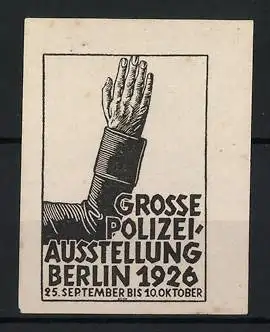 GROSSE
POLIZEI-
AUSSTELLUNG
BERLIN 1926
25. SEPTEMBER BIS 10. OKTOBER